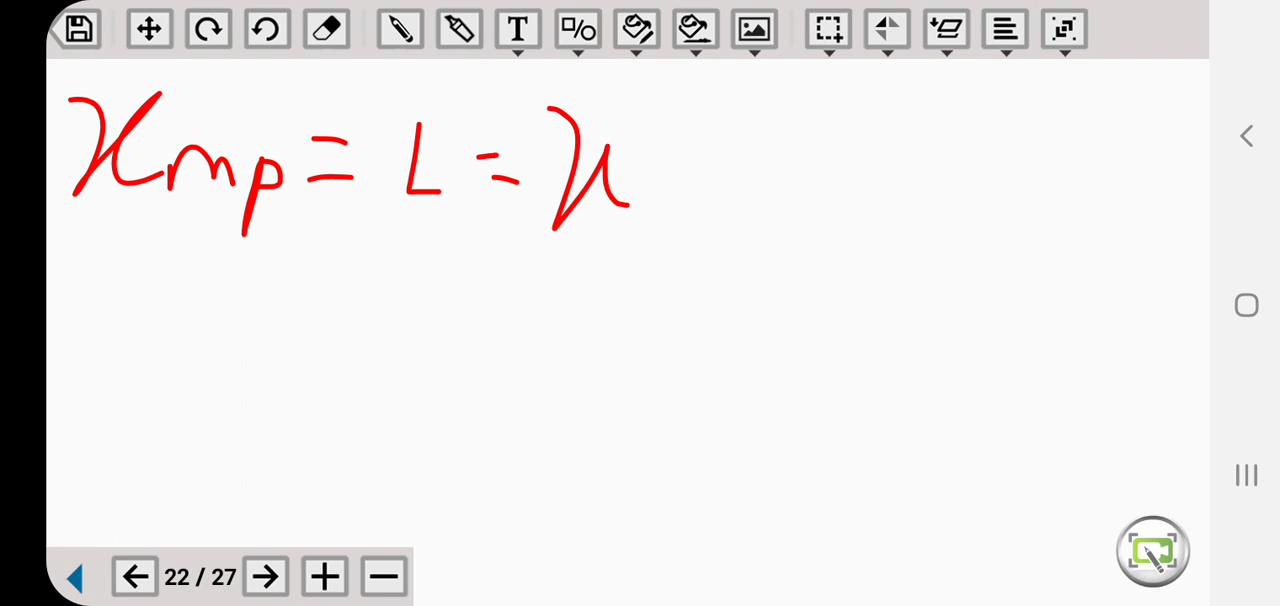 T
xmp = L = x
22 / 27